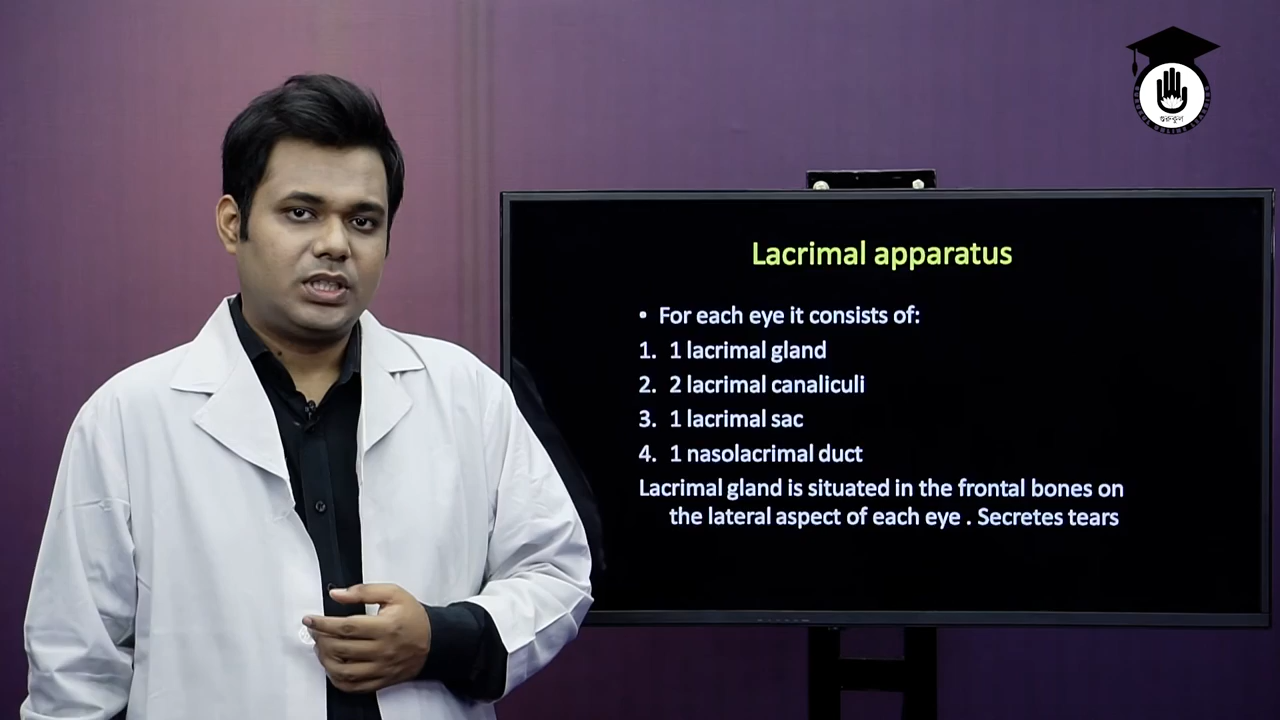 গুরুকুল
Lacrimal apparatus
• For each eye it consists of:
1. 1 lacrimal gland
2. 2 lacrimal canaliculi
3. 1 lacrimal sac
4. 1 nasolacrimal duct
Lacrimal gland is situated in the frontal bones on
the lateral aspect of each eye . Secretes tears